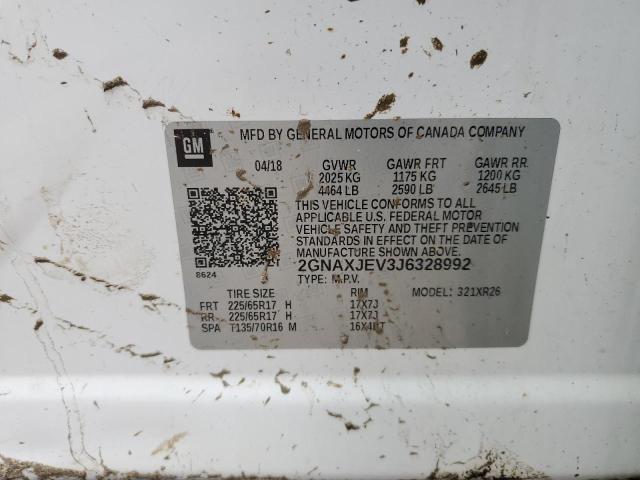 GM
MFD BY GENERAL MOTORS OF CANADA COMPANY
04/18 GVWR GAWR FRT GAWR RR
2025 KG 1175 KG 1200 KG
4464 LB 2590 LB 2645 LB
THIS VEHICLE CONFORMS TO ALL
APPLICABLE U.S. FEDERAL MOTOR
VEHICLE SAFETY AND THEFT PREVENTION
STANDARDS IN EFFECT ON THE DATE OF
MANUFACTURE SHOWN ABOVE.
8624 2GNAXJEV3J6328992
TYPE: M.P.V.
TIRE SIZE RIM MODEL: 321XR26
FRT 225/65R17 H 17X7J
RR 225/65R17 H 17X7J
SPA T135/70R16 M 16X4BT